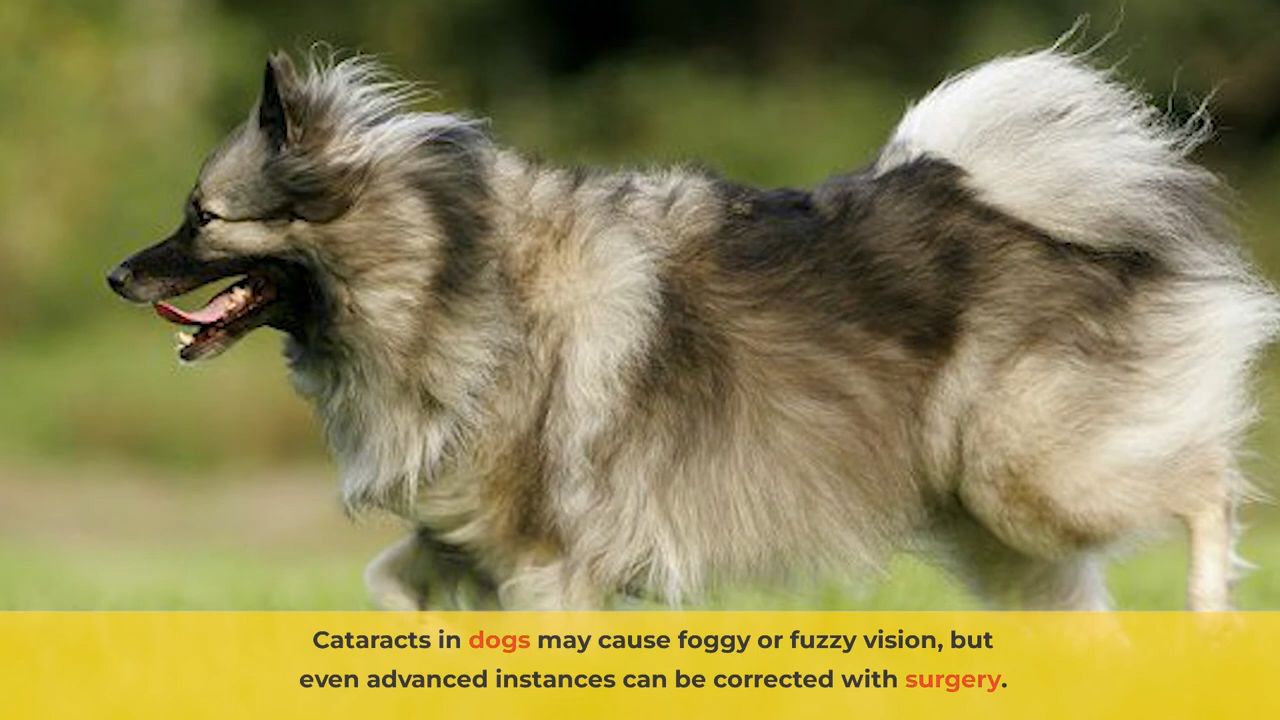 Cataracts in dogs may cause foggy or fuzzy vision, but
even advanced instances can be corrected with surgery.